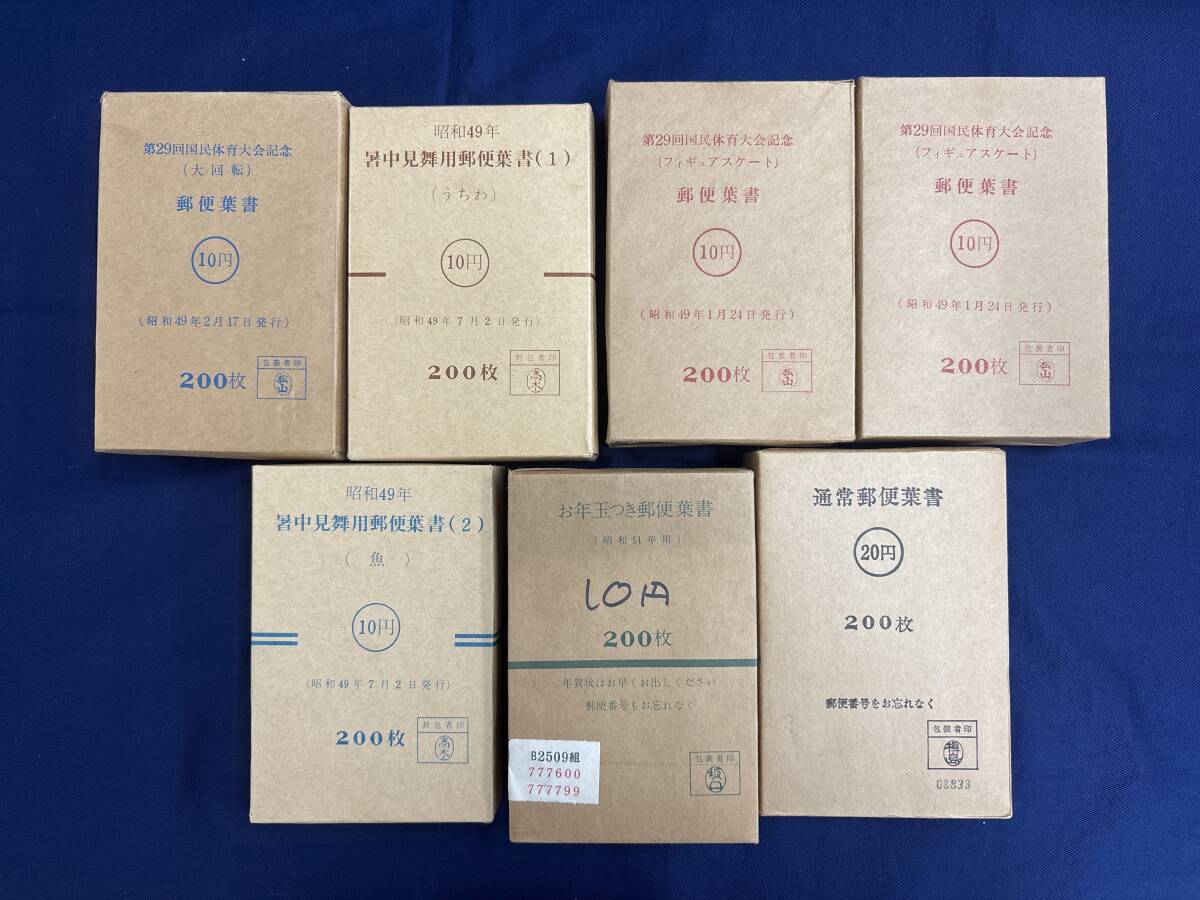 第29回国民体育大会記念
(大回転)
郵便葉書
10円
(昭和49年2月17日発行)
200枚
包装者印
松山
昭和49年
暑中見舞用郵便葉書(1)
(うちわ)
10円
(昭和49年7月2日発行)
200枚
封包者印
高木
第29回国民体育大会記念
(フィギュアスケート)
郵便葉書
10円
(昭和49年1月24日発行)
200枚
包装者印
松山
第29回国民体育大会記念
(フィギュアスケート)
郵便葉書
10円
(昭和49年1月24日発行)
200枚
包装者印
松山
昭和49年
暑中見舞用郵便葉書(2)
(魚)
10円
(昭和49年7月2日発行)
200枚
封包者印
高木
お年玉つき郵便葉書
(昭和51年用)
10円
200枚
年賀状はお早くお出しください
郵便番号もお忘れなく
B2509組
777600
777799
包装者印
坂口
通常郵便葉書
20円
200枚
郵便番号をお忘れなく
包装者印
08833